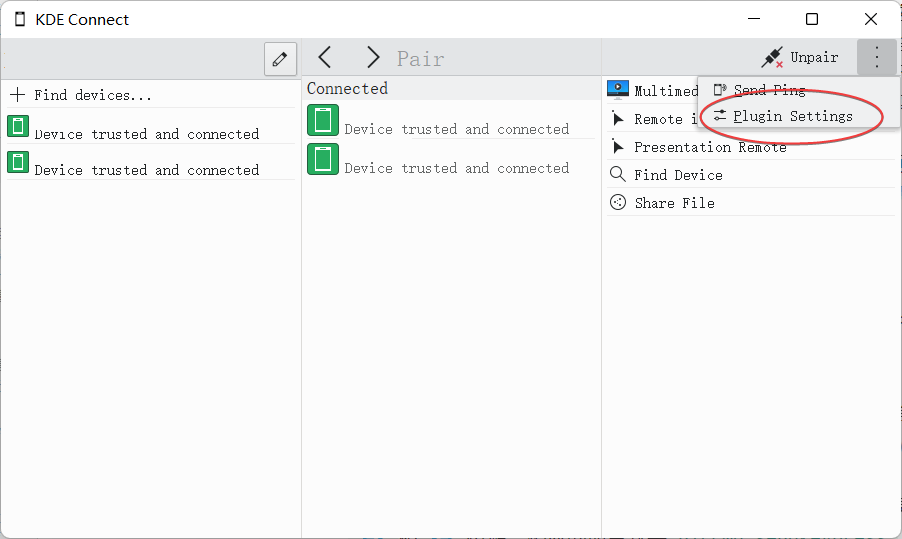 KDE Connect
Pair
Unpair
Find devices...
Device trusted and connected
Device trusted and connected
Connected
Device trusted and connected
Device trusted and connected
Multimed
Remote i
Presentation Remote
Find Device
Share File
Send Ping
Plugin Settings